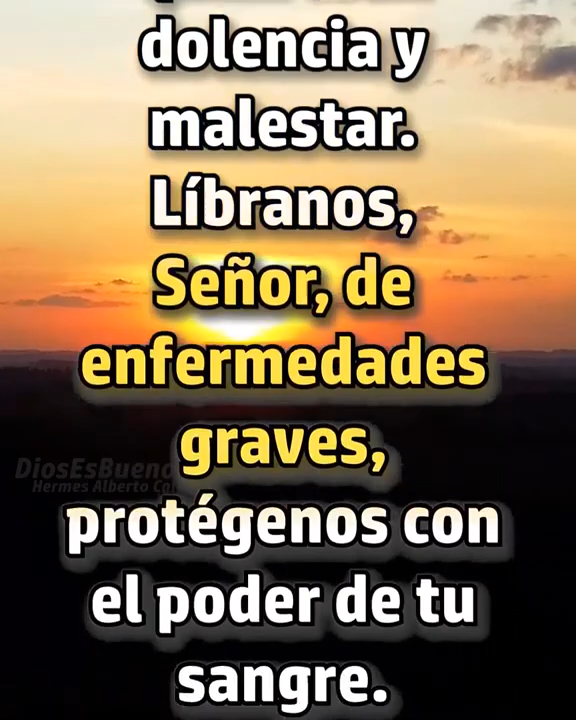 dolencia y
malestar.
Líbranos,
Señor, de
enfermedades
graves,
DiosEsBueno
Hermes Alberto
protégenos con
el poder de tu
sangre.